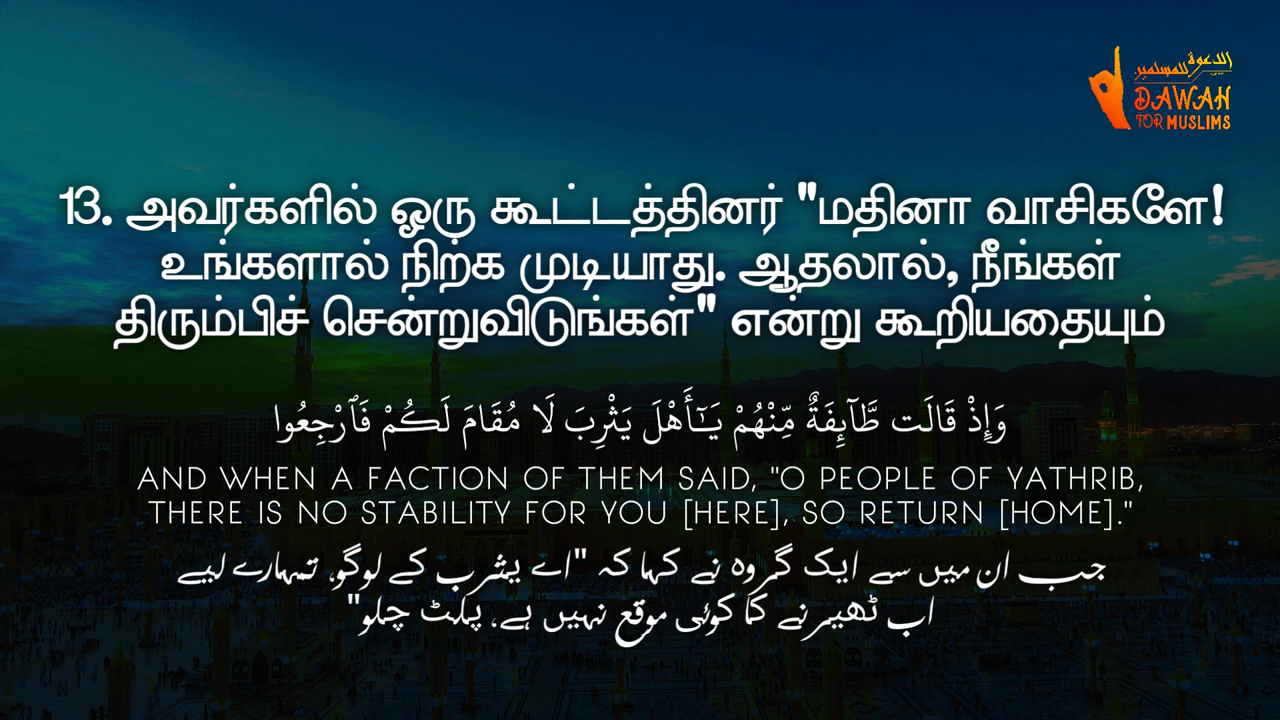 الدعوة للمسلمين
DAWAH
FOR MUSLIMS
13. அவர்களில் ஓரு கூட்டத்தினர் "மதினா வாசிகளே!
உங்களால் நிற்க முடியாது. ஆதலால், நீங்கள்
திரும்பிச் சென்றுவிடுங்கள்" என்று கூறியதையும்
وَإِذْ قَالَت طَّآئِفَةٌ مِّنْهُمْ يَـٰٓأَهْلَ يَثْرِبَ لَا مُقَامَ لَكُمْ فَٱرْجِعُوا
AND WHEN A FACTION OF THEM SAID, "O PEOPLE OF YATHRIB,
THERE IS NO STABILITY FOR YOU [HERE], SO RETURN [HOME]."
جب ان میں سے ایک گروہ نے کہا کہ "اے یثرب کے لوگو، تمہارے لیے
اب ٹھیرنے کا کوئی موقع نہیں ہے، پلٹ چلو"